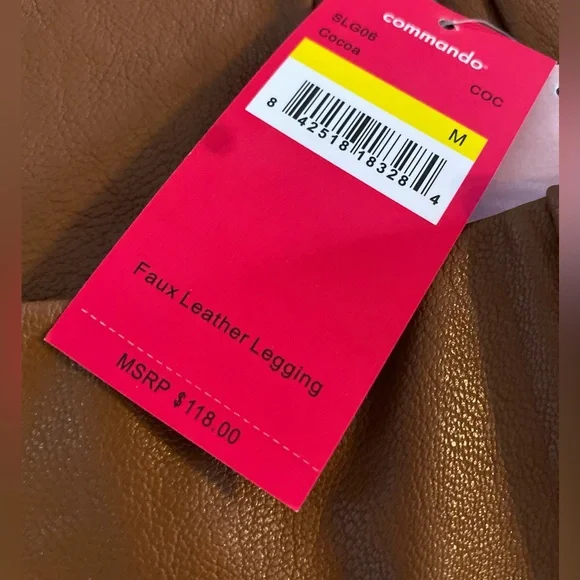 commando®
SLG06
Cocoa
COC
M
8 42518 18328 4
Faux Leather Legging
MSRP $118.00